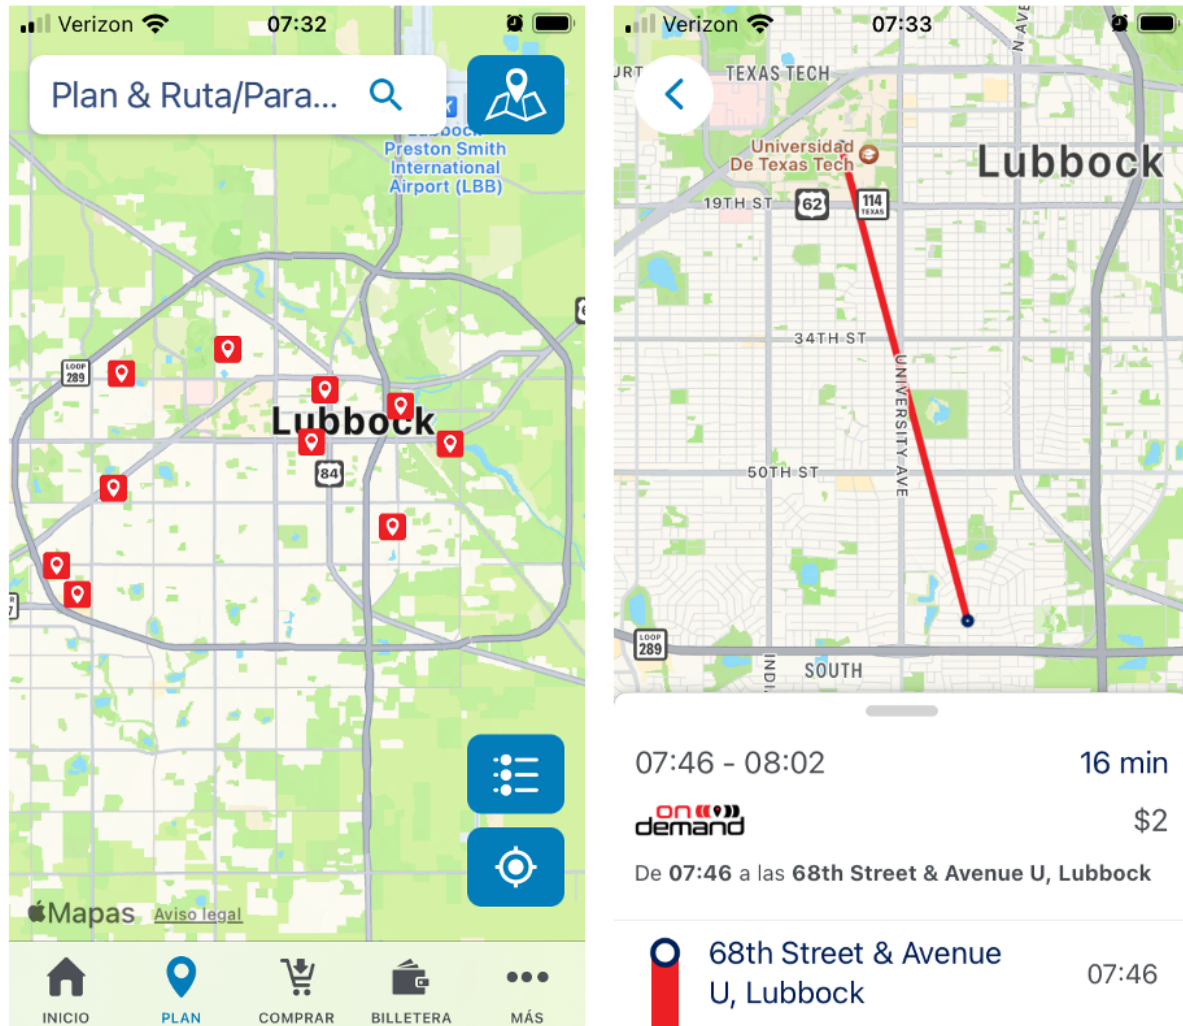 Verizon 07:32
Plan & Ruta/Para...
Lubbock
Preston Smith
International
Airport (LBB)
LOOP
289
Lubbock
84
Mapas Aviso legal
INICIO PLAN COMPRAR BILLETERA MÁS
Verizon 07:33
N AVE
TEXAS TECH
Universidad
De Texas Tech
Lubbock
19TH ST 62 114
TEXAS
34TH ST
UNIVERSITY AVE
50TH ST
LOOP
289
SOUTH
INDI
07:46 - 08:02 16 min
on demand $2
De 07:46 a las 68th Street & Avenue U, Lubbock
68th Street & Avenue
U, Lubbock 07:46